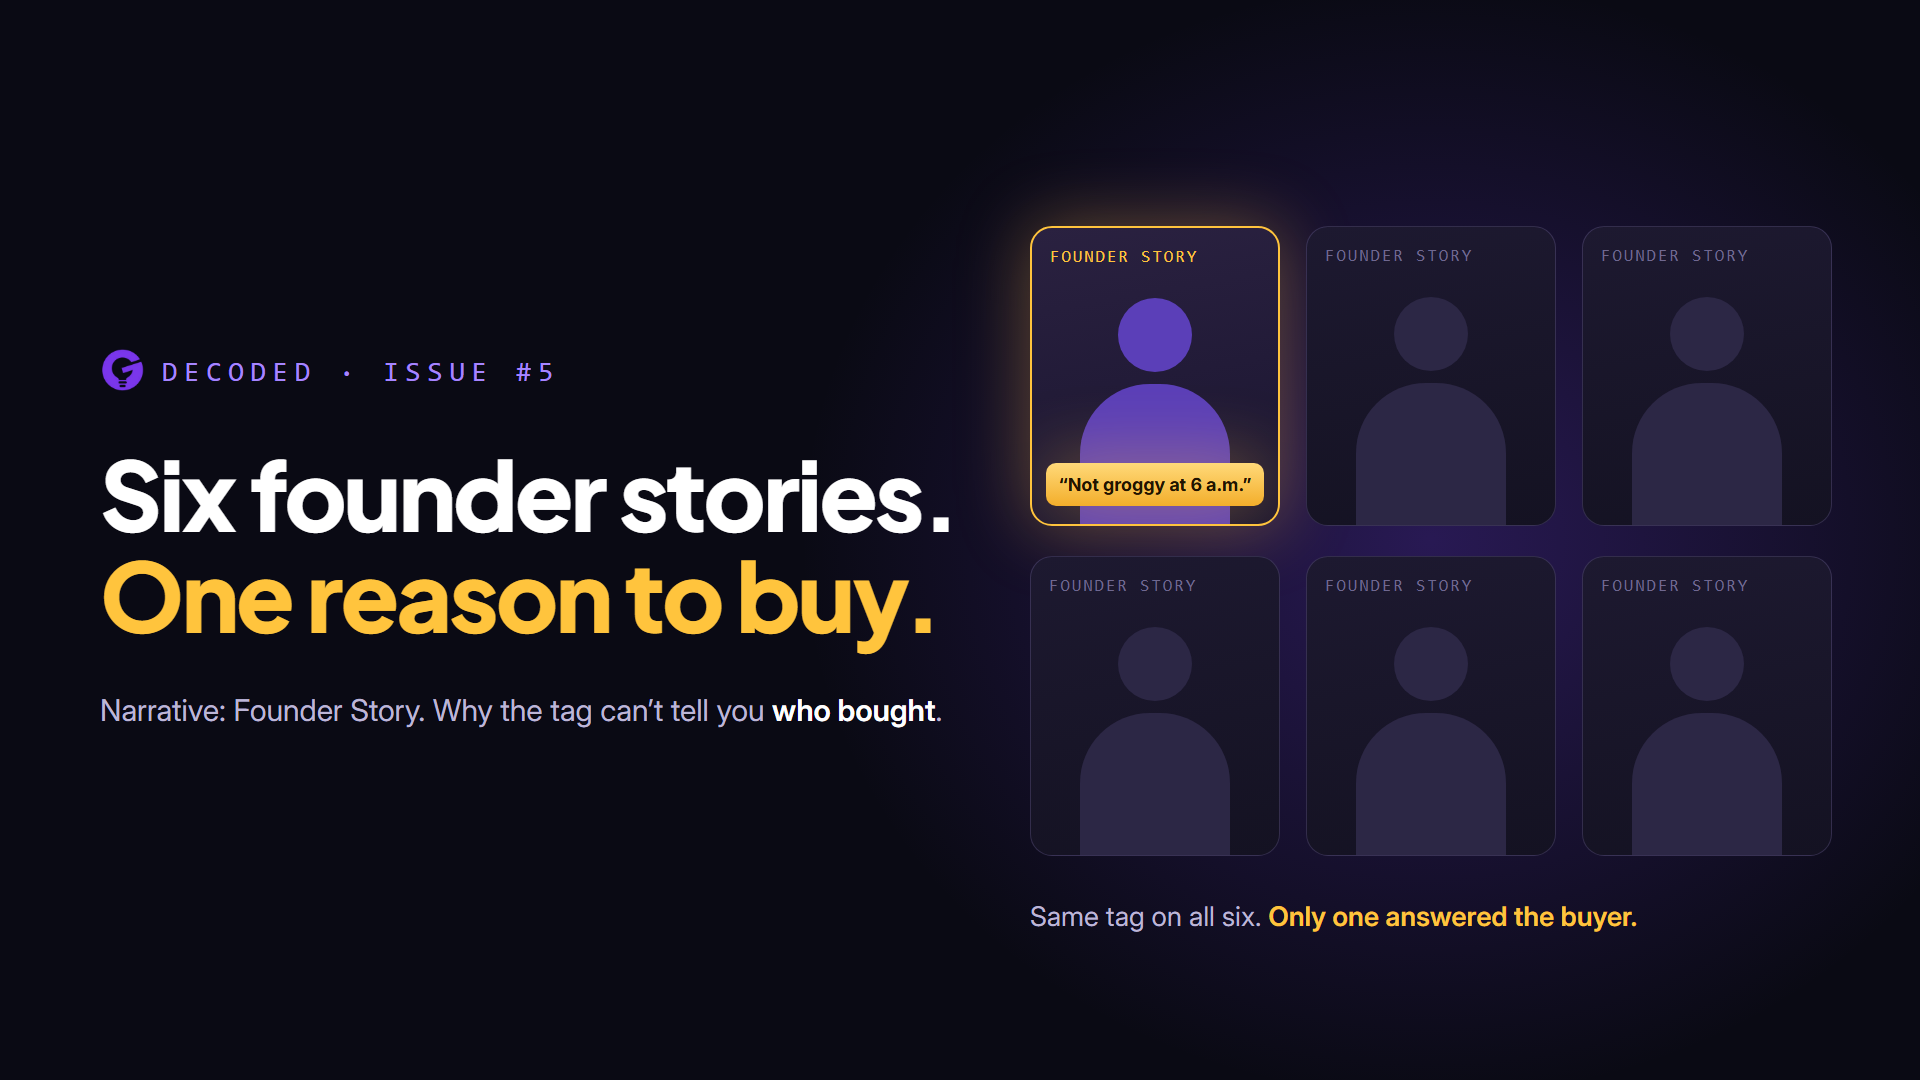 DECODED · ISSUE #5
Six founder stories.
One reason to buy.
Narrative: Founder Story. Why the tag can’t tell you who bought.
FOUNDER STORY
“Not groggy at 6 a.m.”
FOUNDER STORY
FOUNDER STORY
FOUNDER STORY
FOUNDER STORY
FOUNDER STORY
Same tag on all six. Only one answered the buyer.